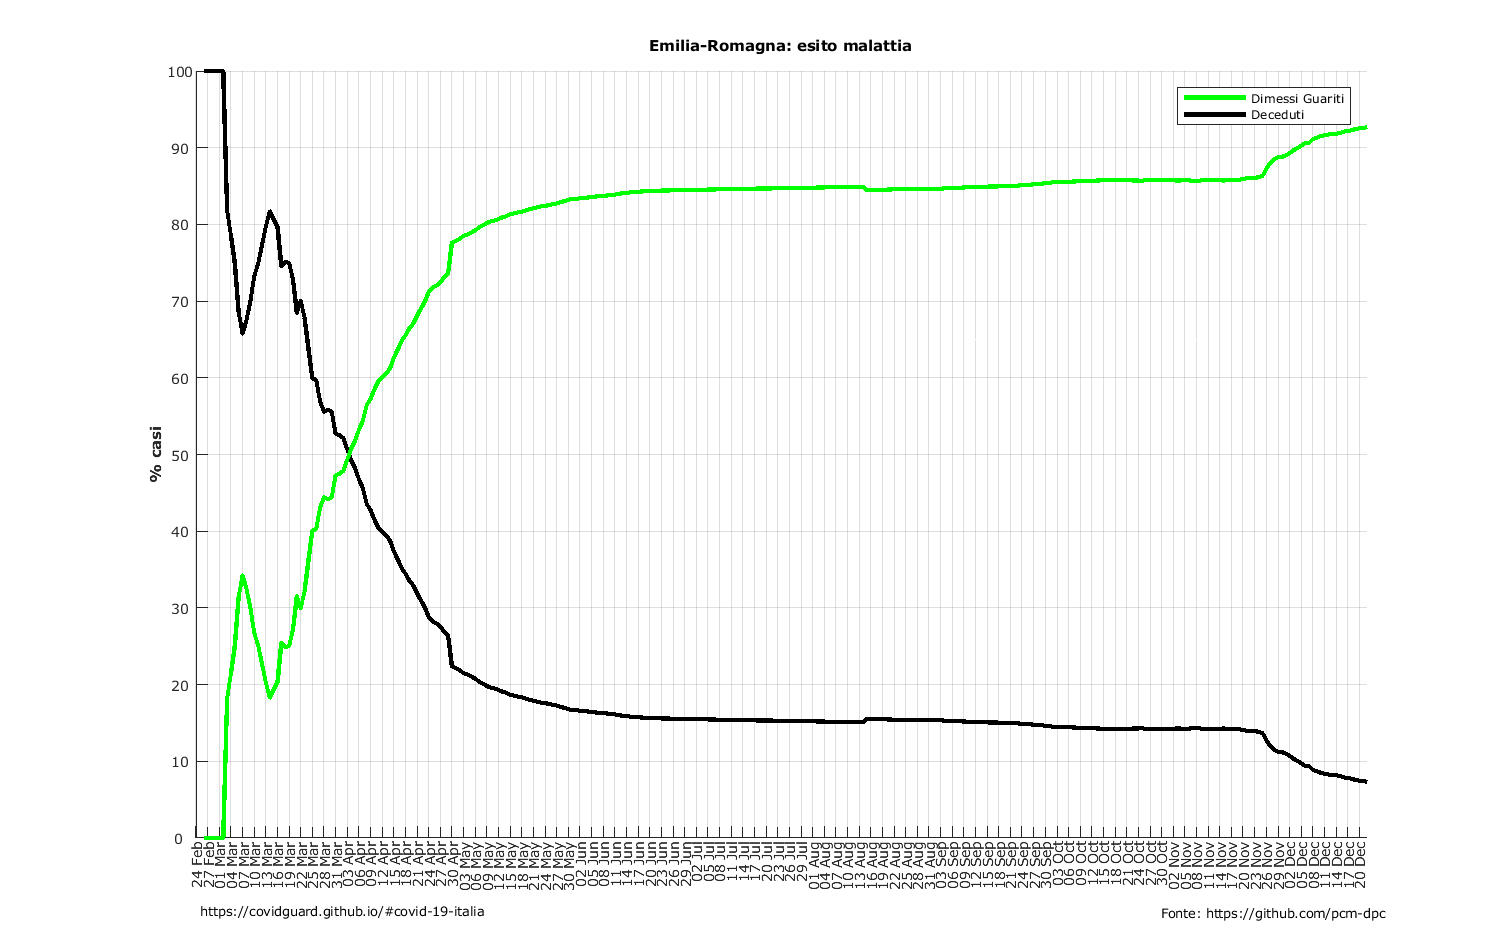 Emilia-Romagna: esito malattia
Dimessi Guariti
Deceduti
% casi
100
90
80
70
60
50
40
30
20
10
0
24 Feb
27 Feb
01 Mar
04 Mar
07 Mar
10 Mar
13 Mar
16 Mar
19 Mar
22 Mar
25 Mar
28 Mar
31 Mar
03 Apr
06 Apr
09 Apr
12 Apr
15 Apr
18 Apr
21 Apr
24 Apr
27 Apr
30 Apr
03 May
06 May
09 May
12 May
15 May
18 May
21 May
24 May
27 May
30 May
02 Jun
05 Jun
08 Jun
11 Jun
14 Jun
17 Jun
20 Jun
23 Jun
26 Jun
29 Jun
02 Jul
05 Jul
08 Jul
11 Jul
14 Jul
17 Jul
20 Jul
23 Jul
26 Jul
29 Jul
01 Aug
04 Aug
07 Aug
10 Aug
13 Aug
16 Aug
19 Aug
22 Aug
25 Aug
28 Aug
31 Aug
03 Sep
06 Sep
09 Sep
12 Sep
15 Sep
18 Sep
21 Sep
24 Sep
27 Sep
30 Sep
03 Oct
06 Oct
09 Oct
12 Oct
15 Oct
18 Oct
21 Oct
24 Oct
27 Oct
30 Oct
02 Nov
05 Nov
08 Nov
11 Nov
14 Nov
17 Nov
20 Nov
23 Nov
26 Nov
29 Nov
02 Dec
05 Dec
08 Dec
11 Dec
14 Dec
17 Dec
20 Dec
https://covidguard.github.io/#covid-19-italia
Fonte: https://github.com/pcm-dpc